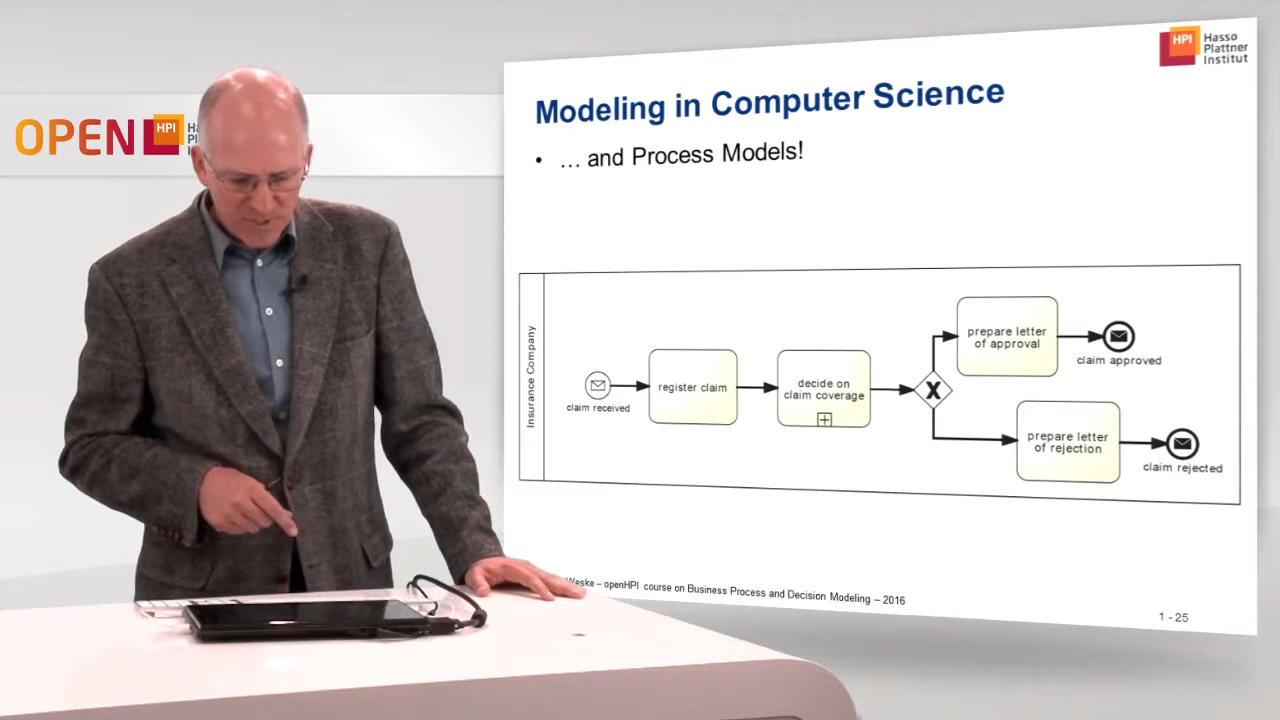 OPEN HPI
HPI Hasso
Plattner
Institut
Modeling in Computer Science
• … and Process Models!
Insurance Company
claim received
register claim
decide on
claim coverage
X
prepare letter
of approval
claim approved
prepare letter
of rejection
claim rejected
Weske – openHPI course on Business Process and Decision Modeling – 2016
1 - 25